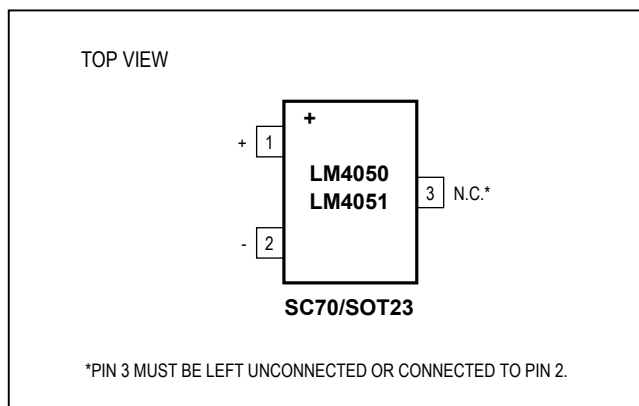 TOP VIEW
+
+ 1
LM4050
LM4051
3 N.C.*
- 2
SC70/SOT23
*PIN 3 MUST BE LEFT UNCONNECTED OR CONNECTED TO PIN 2.